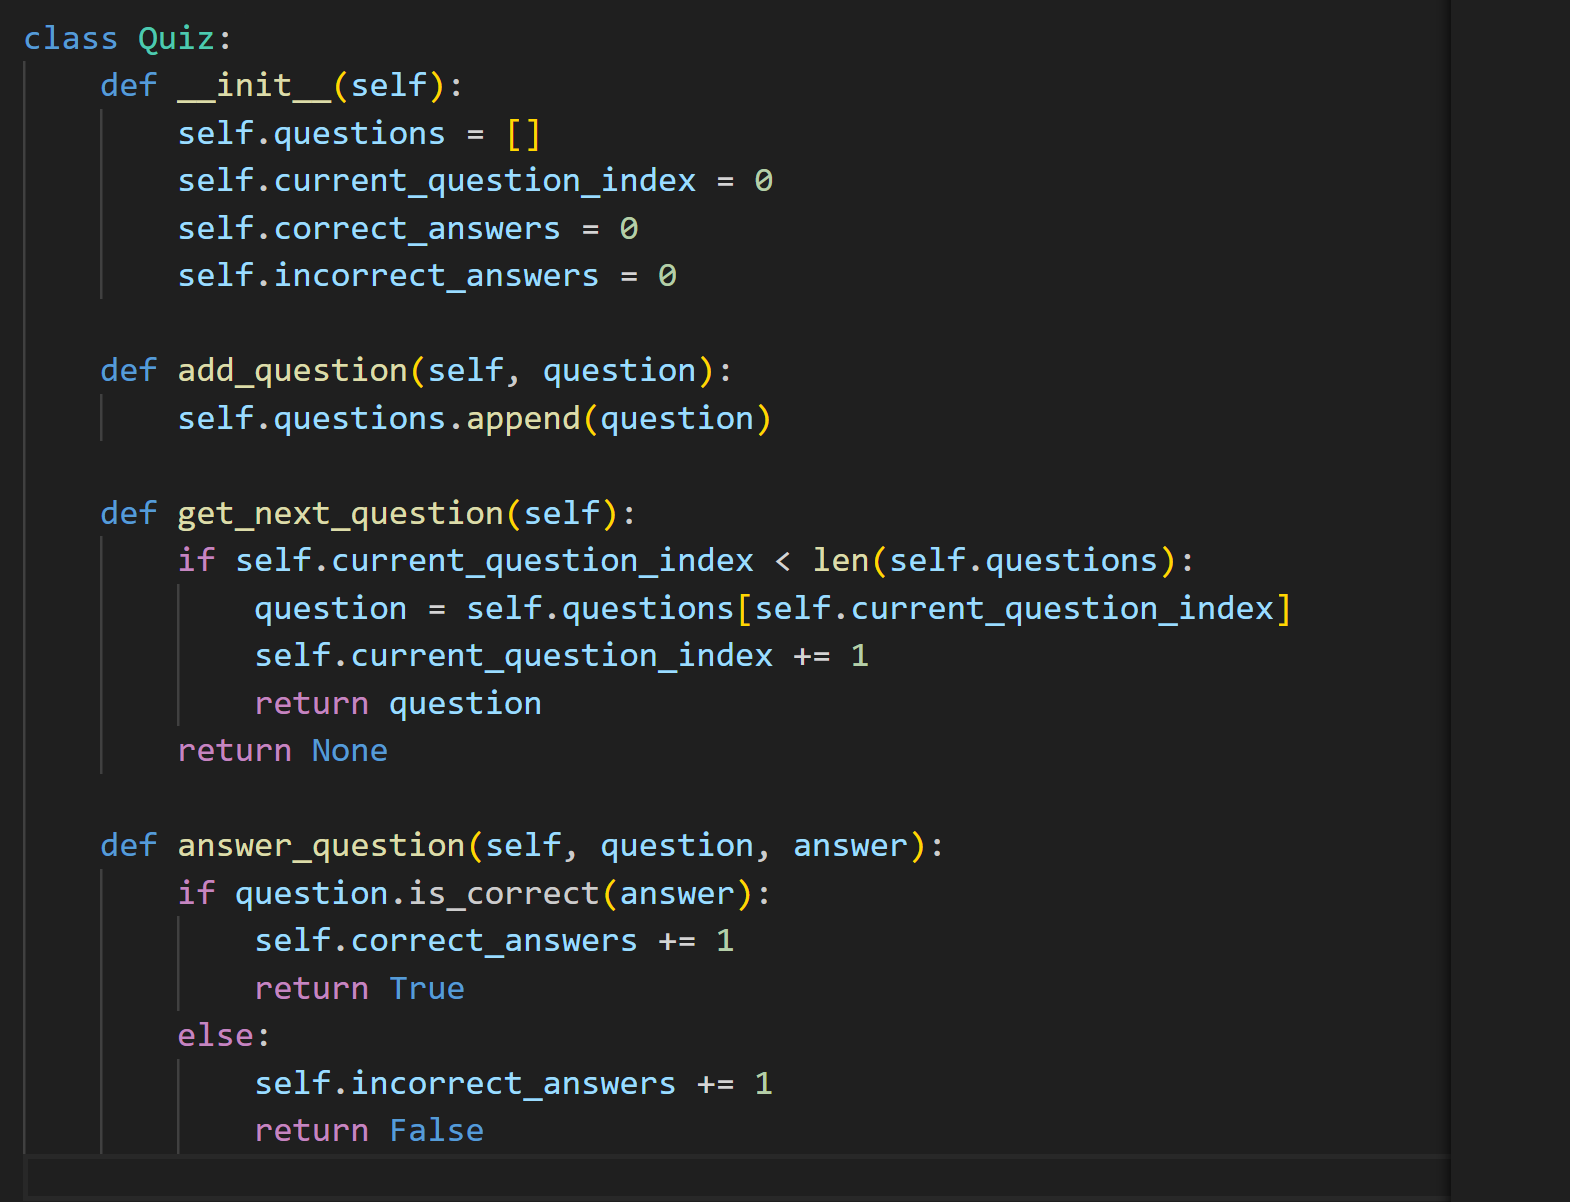 class Quiz:
    def __init__(self):
        self.questions = []
        self.current_question_index = 0
        self.correct_answers = 0
        self.incorrect_answers = 0

    def add_question(self, question):
        self.questions.append(question)

    def get_next_question(self):
        if self.current_question_index < len(self.questions):
            question = self.questions[self.current_question_index]
            self.current_question_index += 1
            return question
        return None

    def answer_question(self, question, answer):
        if question.is_correct(answer):
            self.correct_answers += 1
            return True
        else:
            self.incorrect_answers += 1
            return False